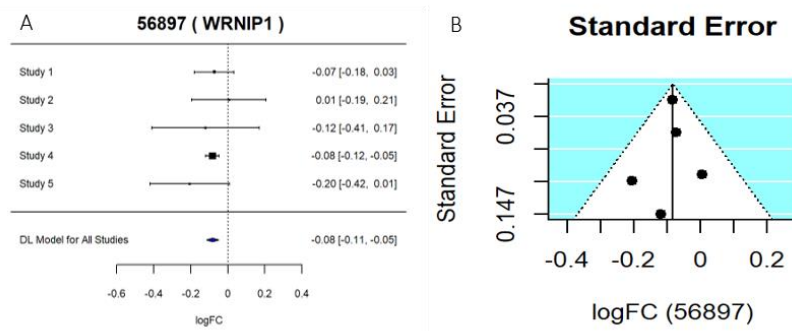 A
56897 ( WRNIP1 )
Study 1 -0.07 [-0.18, 0.03]
Study 2 0.01 [-0.19, 0.21]
Study 3 -0.12 [-0.41, 0.17]
Study 4 -0.08 [-0.12, -0.05]
Study 5 -0.20 [-0.42, 0.01]
DL Model for All Studies -0.08 [-0.11, -0.05]
-0.6 -0.4 -0.2 0 0.2 0.4
logFC
B
Standard Error
Standard Error
0.037
0.147
-0.4 -0.2 0.0 0.2
logFC (56897)